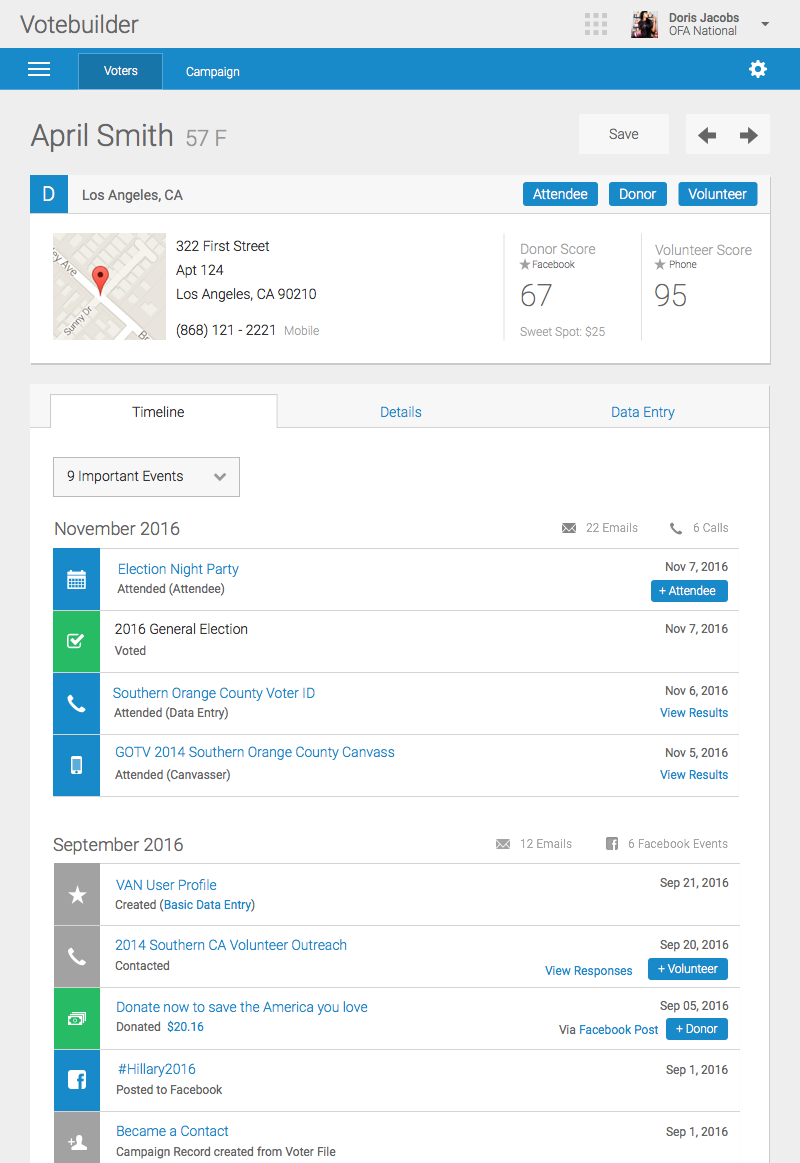 Votebuilder
Doris Jacobs
OFA National
Voters
Campaign
April Smith 57 F
Save
D
Los Angeles, CA
Attendee
Donor
Volunteer
ey Ave
Sunny Dr
Br
322 First Street
Apt 124
Los Angeles, CA 90210
(868) 121 - 2221 Mobile
Donor Score
Facebook
67
Sweet Spot: $25
Volunteer Score
Phone
95
Timeline
Details
Data Entry
9 Important Events
November 2016
22 Emails
6 Calls
Election Night Party
Attended (Attendee)
Nov 7, 2016
+ Attendee
2016 General Election
Voted
Nov 7, 2016
Southern Orange County Voter ID
Attended (Data Entry)
Nov 6, 2016
View Results
GOTV 2014 Southern Orange County Canvass
Attended (Canvasser)
Nov 5, 2016
View Results
September 2016
12 Emails
6 Facebook Events
VAN User Profile
Created (Basic Data Entry)
Sep 21, 2016
2014 Southern CA Volunteer Outreach
Contacted
Sep 20, 2016
View Responses
+ Volunteer
Donate now to save the America you love
Donated $20.16
Sep 05, 2016
Via Facebook Post
+ Donor
#Hillary2016
Posted to Facebook
Sep 1, 2016
Became a Contact
Campaign Record created from Voter File
Sep 1, 2016